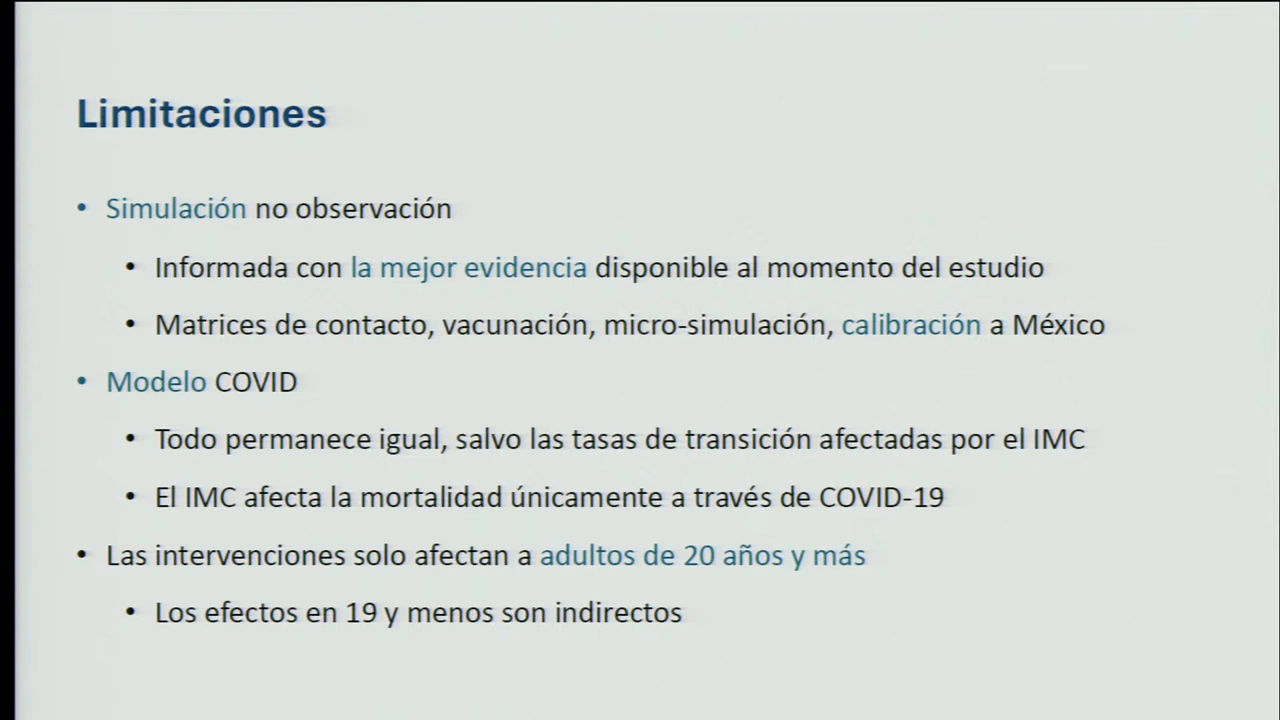 Limitaciones
• Simulación no observación
• Informada con la mejor evidencia disponible al momento del estudio
• Matrices de contacto, vacunación, micro-simulación, calibración a México
• Modelo COVID
• Todo permanece igual, salvo las tasas de transición afectadas por el IMC
• El IMC afecta la mortalidad únicamente a través de COVID-19
• Las intervenciones solo afectan a adultos de 20 años y más
• Los efectos en 19 y menos son indirectos